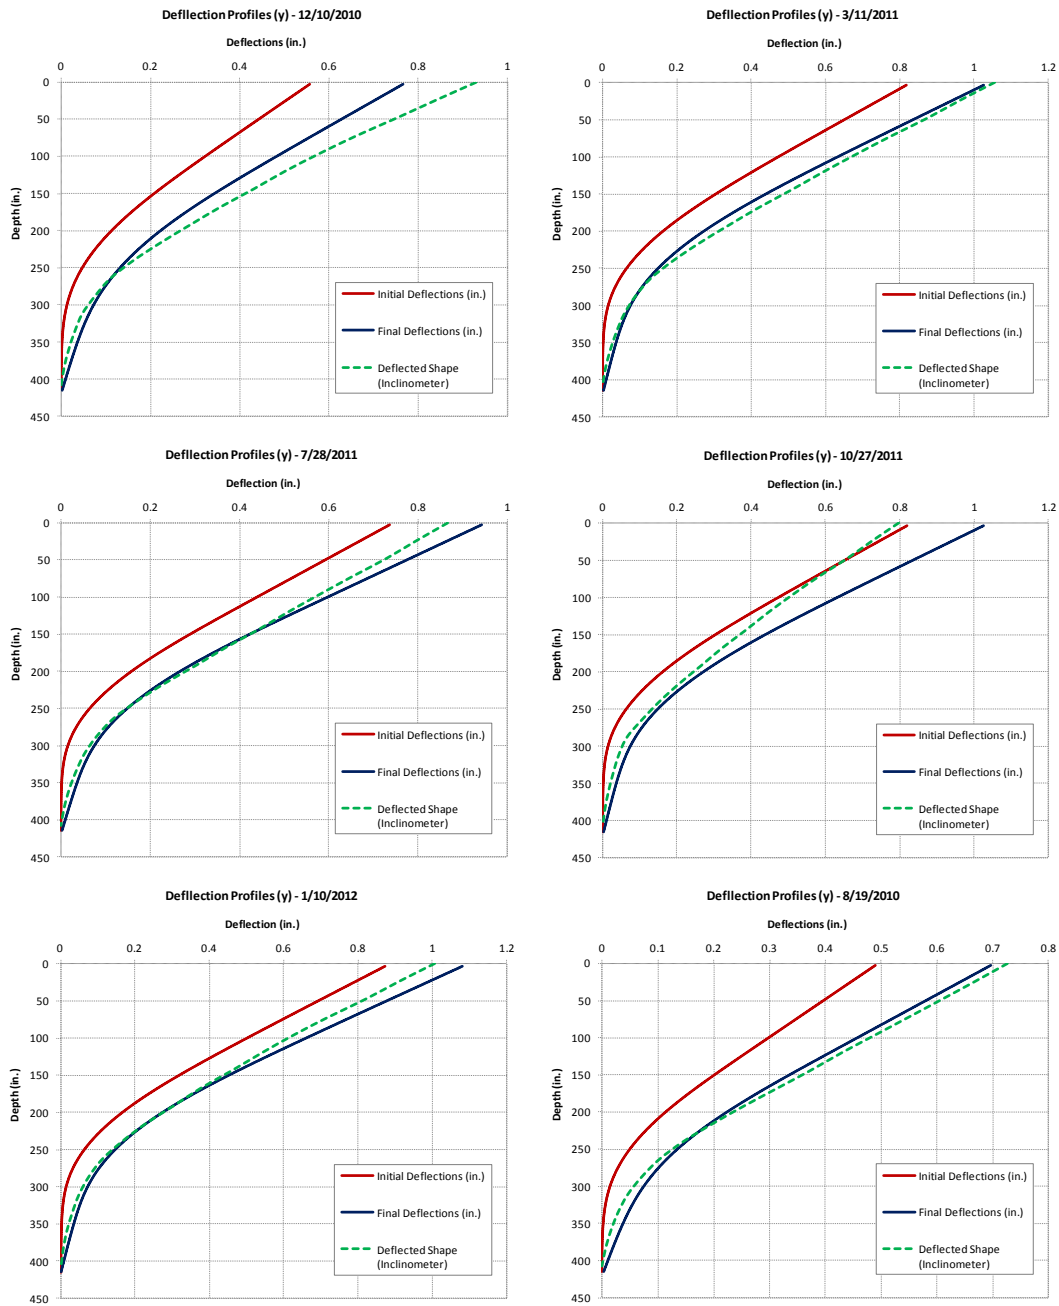 Defllection Profiles (y) - 12/10/2010
Deflections (in.)
0 0.2 0.4 0.6 0.8 1
0
50
100
150
200
250
300
350
400
450
Depth (in.)
Initial Deflections (in.)
Final Deflections (in.)
Deflected Shape
(Inclinometer)
Defllection Profiles (y) - 3/11/2011
Deflection (in.)
0 0.2 0.4 0.6 0.8 1 1.2
0
50
100
150
200
250
300
350
400
450
Depth (in.)
Initial Deflections (in.)
Final Deflections (in.)
Deflected Shape
(Inclinometer)
Defllection Profiles (y) - 7/28/2011
Deflection (in.)
0 0.2 0.4 0.6 0.8 1
0
50
100
150
200
250
300
350
400
450
Depth (in.)
Initial Deflections (in.)
Final Deflections (in.)
Deflected Shape
(Inclinometer)
Defllection Profiles (y) - 10/27/2011
Deflection (in.)
0 0.2 0.4 0.6 0.8 1 1.2
0
50
100
150
200
250
300
350
400
450
Depth (in.)
Initial Deflections (in.)
Final Deflections (in.)
Deflected Shape
(Inclinometer)
Defllection Profiles (y) - 1/10/2012
Deflection (in.)
0 0.2 0.4 0.6 0.8 1 1.2
0
50
100
150
200
250
300
350
400
450
Depth (in.)
Initial Deflections (in.)
Final Deflections (in.)
Deflected Shape
(Inclinometer)
Defllection Profiles (y) - 8/19/2010
Deflections (in.)
0 0.1 0.2 0.3 0.4 0.5 0.6 0.7 0.8
0
50
100
150
200
250
300
350
400
450
Depth (in.)
Initial Deflections (in.)
Final Deflections (in.)
Deflected Shape
(Inclinometer)